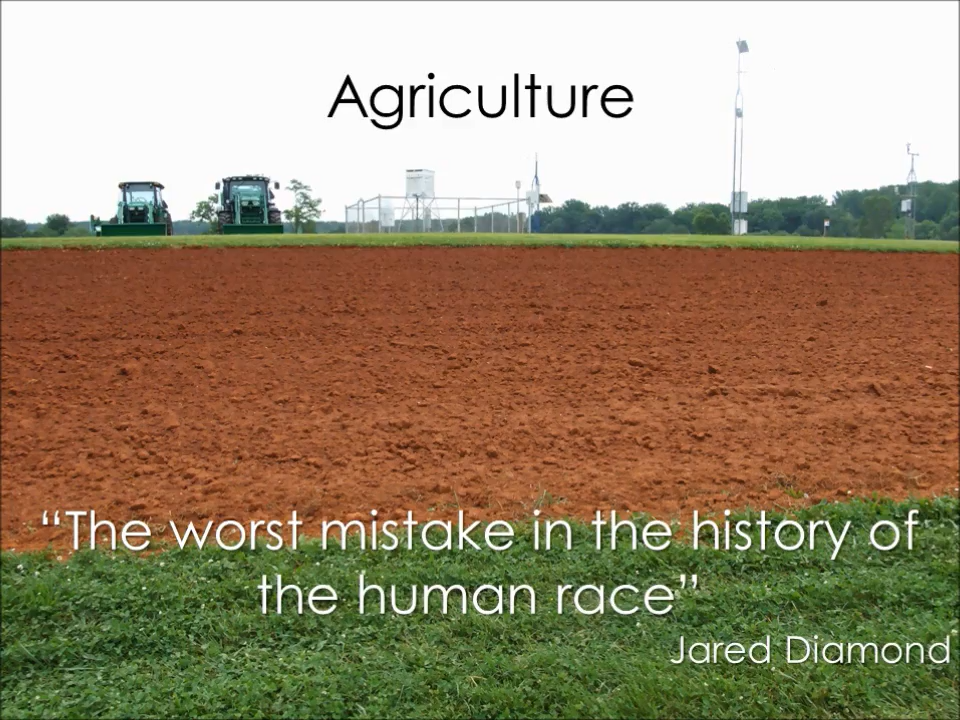 Agriculture
“The worst mistake in the history of
the human race”
Jared Diamond